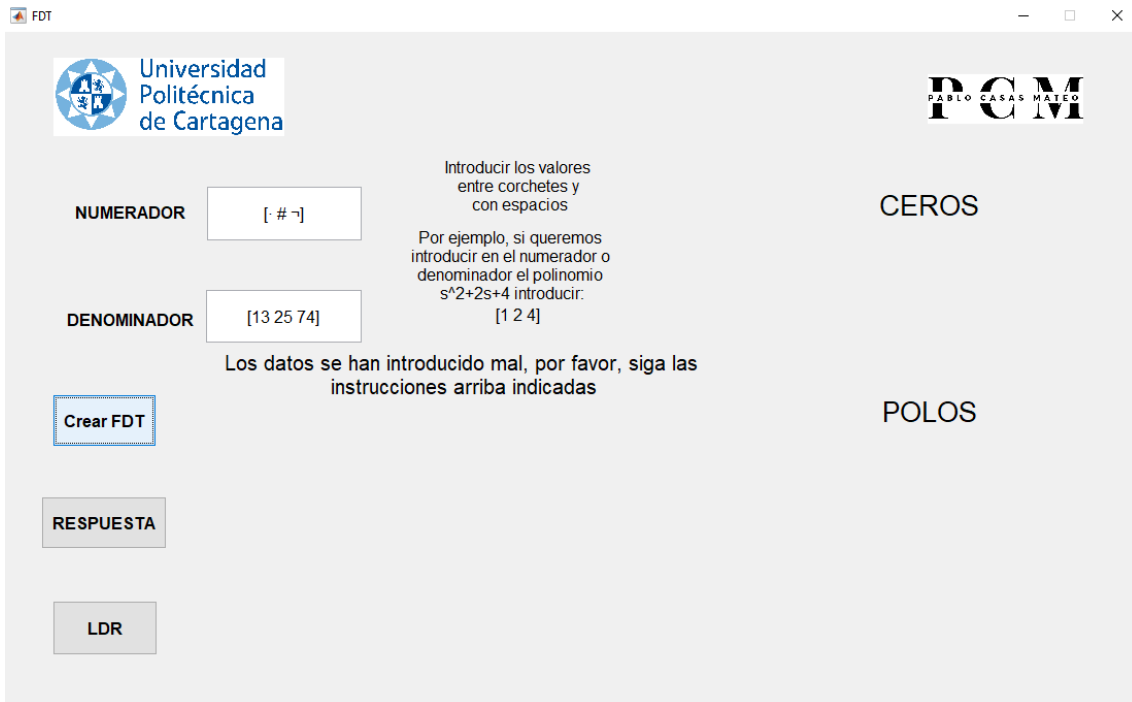 FDT
Universidad
Politécnica
de Cartagena
PCM
PABLO CASAS MATEO
NUMERADOR
[· # ¬]
Introducir los valores
entre corchetes y
con espacios
Por ejemplo, si queremos
introducir en el numerador o
denominador el polinomio
s^2+2s+4 introducir:
[1 2 4]
CEROS
DENOMINADOR
[13 25 74]
Los datos se han introducido mal, por favor, siga las
instrucciones arriba indicadas
Crear FDT
POLOS
RESPUESTA
LDR